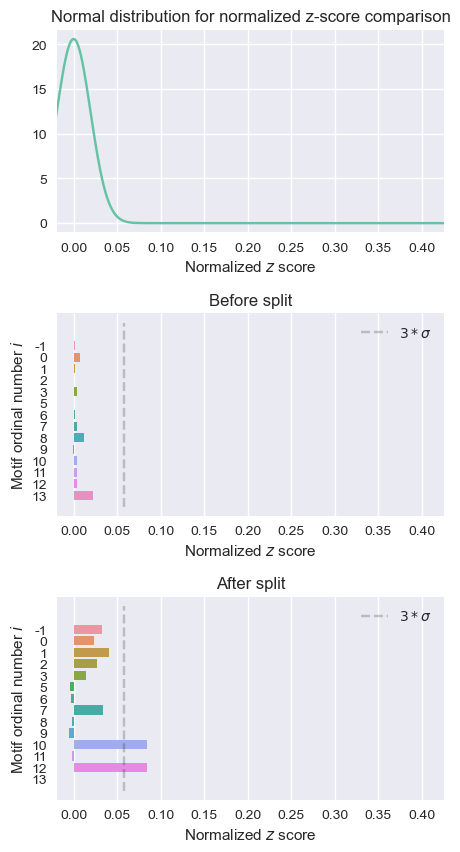 Normal distribution for normalized z-score comparison
20
15
10
5
0
0.00 0.05 0.10 0.15 0.20 0.25 0.30 0.35 0.40
Normalized z score
Before split
3 * σ
Motif ordinal number i
-1
0
1
2
3
5
6
7
8
9
10
11
12
13
0.00 0.05 0.10 0.15 0.20 0.25 0.30 0.35 0.40
Normalized z score
After split
3 * σ
Motif ordinal number i
-1
0
1
2
3
5
6
7
8
9
10
11
12
13
0.00 0.05 0.10 0.15 0.20 0.25 0.30 0.35 0.40
Normalized z score